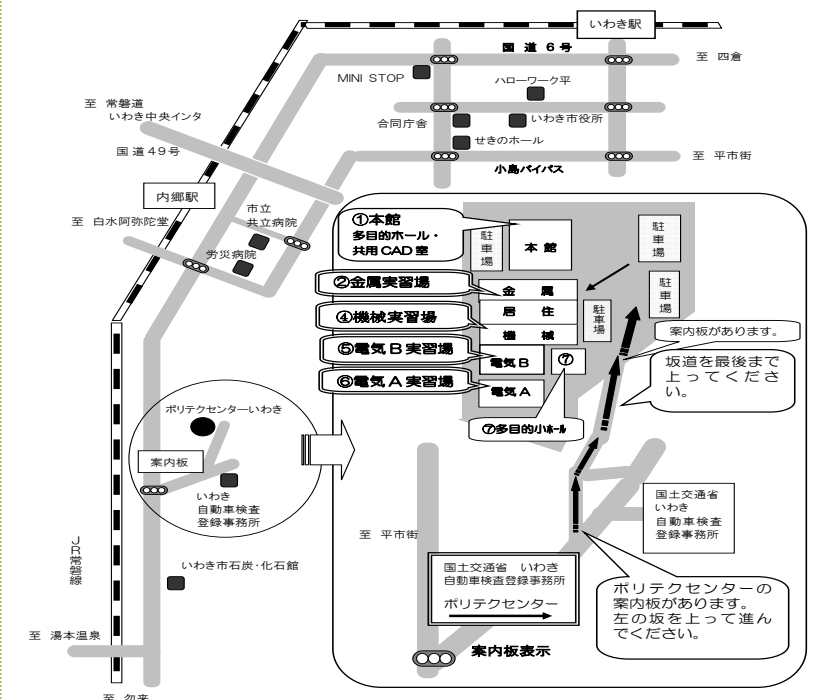 いわき駅
国 道 6 号
至 四倉
MINI STOP
ハローワーク平
至 常磐道
いわき中央インタ
合同庁舎
いわき市役所
せきのホール
国道49号
至 平市街
小島バイパス
内郷駅
市立
共立病院
至 白水阿弥陀堂
労災病院
①本館
多目的ホール・
共用 CAD 室
駐車場
本 館
駐車場
②金属実習場
金 属
駐車場
居 住
駐車場
④機械実習場
機 械
案内板があります。
⑤電気 B 実習場
電気 B
⑦
坂道を最後まで
上ってくださ
い。
⑥電気 A 実習場
電気 A
⑦多目的小ホール
ポリテクセンターいわき
案内板
いわき
自動車検査
登録事務所
国土交通省
いわき
自動車検査
登録事務所
至 平市街
JR常磐線
いわき市石炭・化石館
国土交通省 いわき
自動車検査登録事務所
ポリテクセンター
ポリテクセンターの
案内板があります。
左の坂を上って進ん
でください。
至 湯本温泉
案内板表示
至 勿来